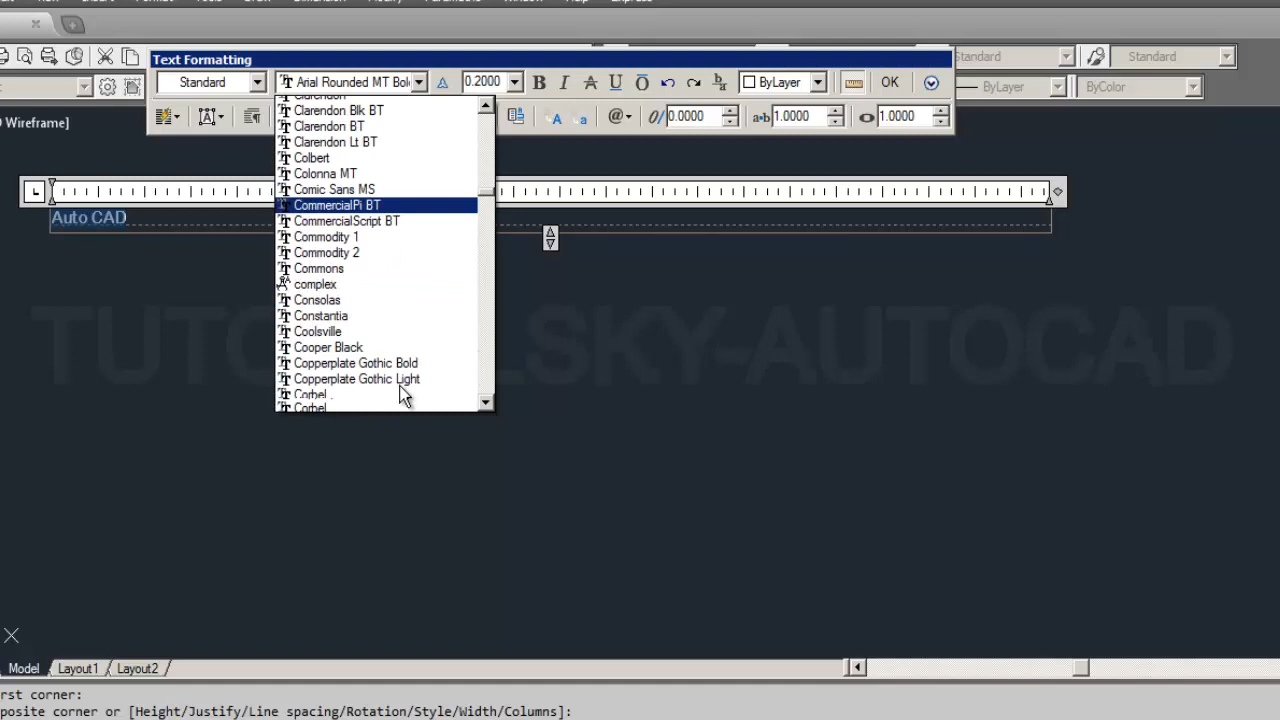 Text Formatting
Standard
Standard
Standard
Arial Rounded MT Bol
0.2000
B
I
A
U
O
ByLayer
OK
ByLayer
ByColor
@
0/
0.0000
a•b
1.0000
1.0000
Wireframe]
Clarendon
Clarendon Blk BT
Clarendon BT
Clarendon Lt BT
Colbert
Colonna MT
Comic Sans MS
CommercialPi BT
CommercialScript BT
Commodity 1
Commodity 2
Commons
complex
Consolas
Constantia
Coolsville
Cooper Black
Copperplate Gothic Bold
Copperplate Gothic Light
Corbel
Corbel
Auto CAD
SKY AUTOCAD
Model
Layout1
Layout2
rst corner:
posite corner or [Height/Justify/Line spacing/Rotation/Style/Width/Columns]: